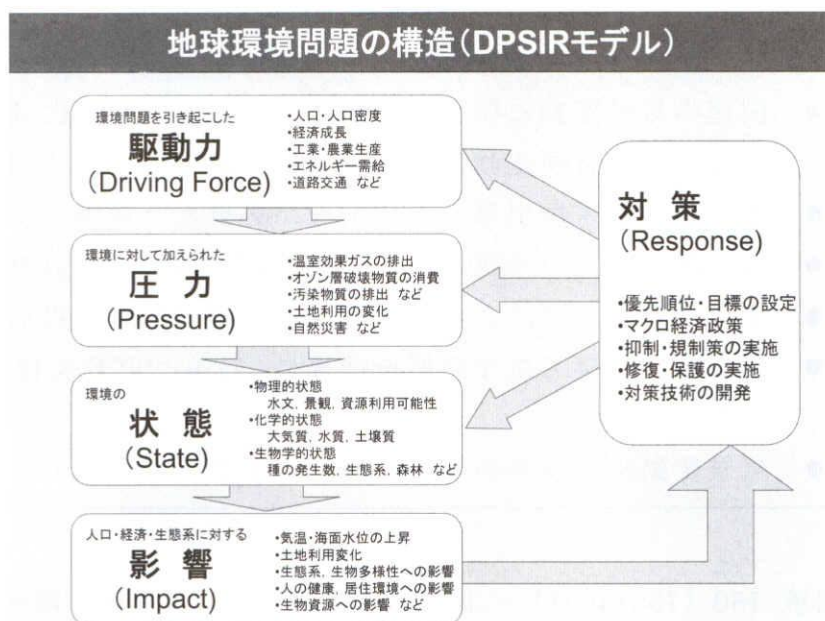 地球環境問題の構造(DPSIRモデル)
環境問題を引き起こした
駆動力
(Driving Force)
・人口・人口密度
・経済成長
・工業・農業生産
・エネルギー需給
・道路交通 など
環境に対して加えられた
圧 力
(Pressure)
・温室効果ガスの排出
・オゾン層破壊物質の消費
・汚染物質の排出 など
・土地利用の変化
・自然災害 など
環境の
状 態
(State)
・物理的状態
水文, 景観, 資源利用可能性
・化学的状態
大気質, 水質, 土壌質
・生物学的状態
種の発生数, 生態系, 森林 など
人口・経済・生態系に対する
影 響
(Impact)
・気温・海面水位の上昇
・土地利用変化
・生態系, 生物多様性への影響
・人の健康, 居住環境への影響
・生物資源への影響 など
対 策
(Response)
・優先順位・目標の設定
・マクロ経済政策
・抑制・規制策の実施
・修復・保護の実施
・対策技術の開発